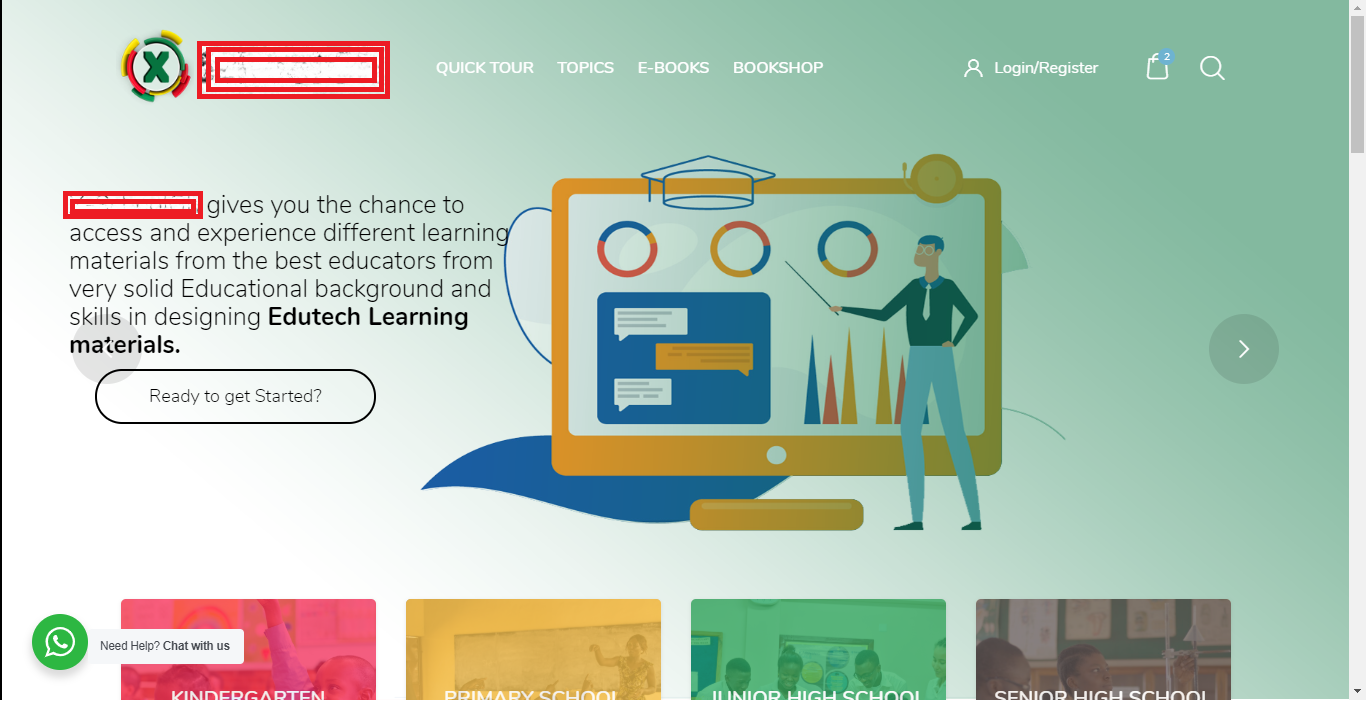 X
QUICK TOUR TOPICS E-BOOKS BOOKSHOP
Login/Register
2
gives you the chance to
access and experience different learning
materials from the best educators from
very solid Educational background and
skills in designing Edutech Learning
materials.
Ready to get Started?
Need Help? Chat with us
KINDERGARTEN
PRIMARY SCHOOL
JUNIOR HIGH SCHOOL
SENIOR HIGH SCHOOL